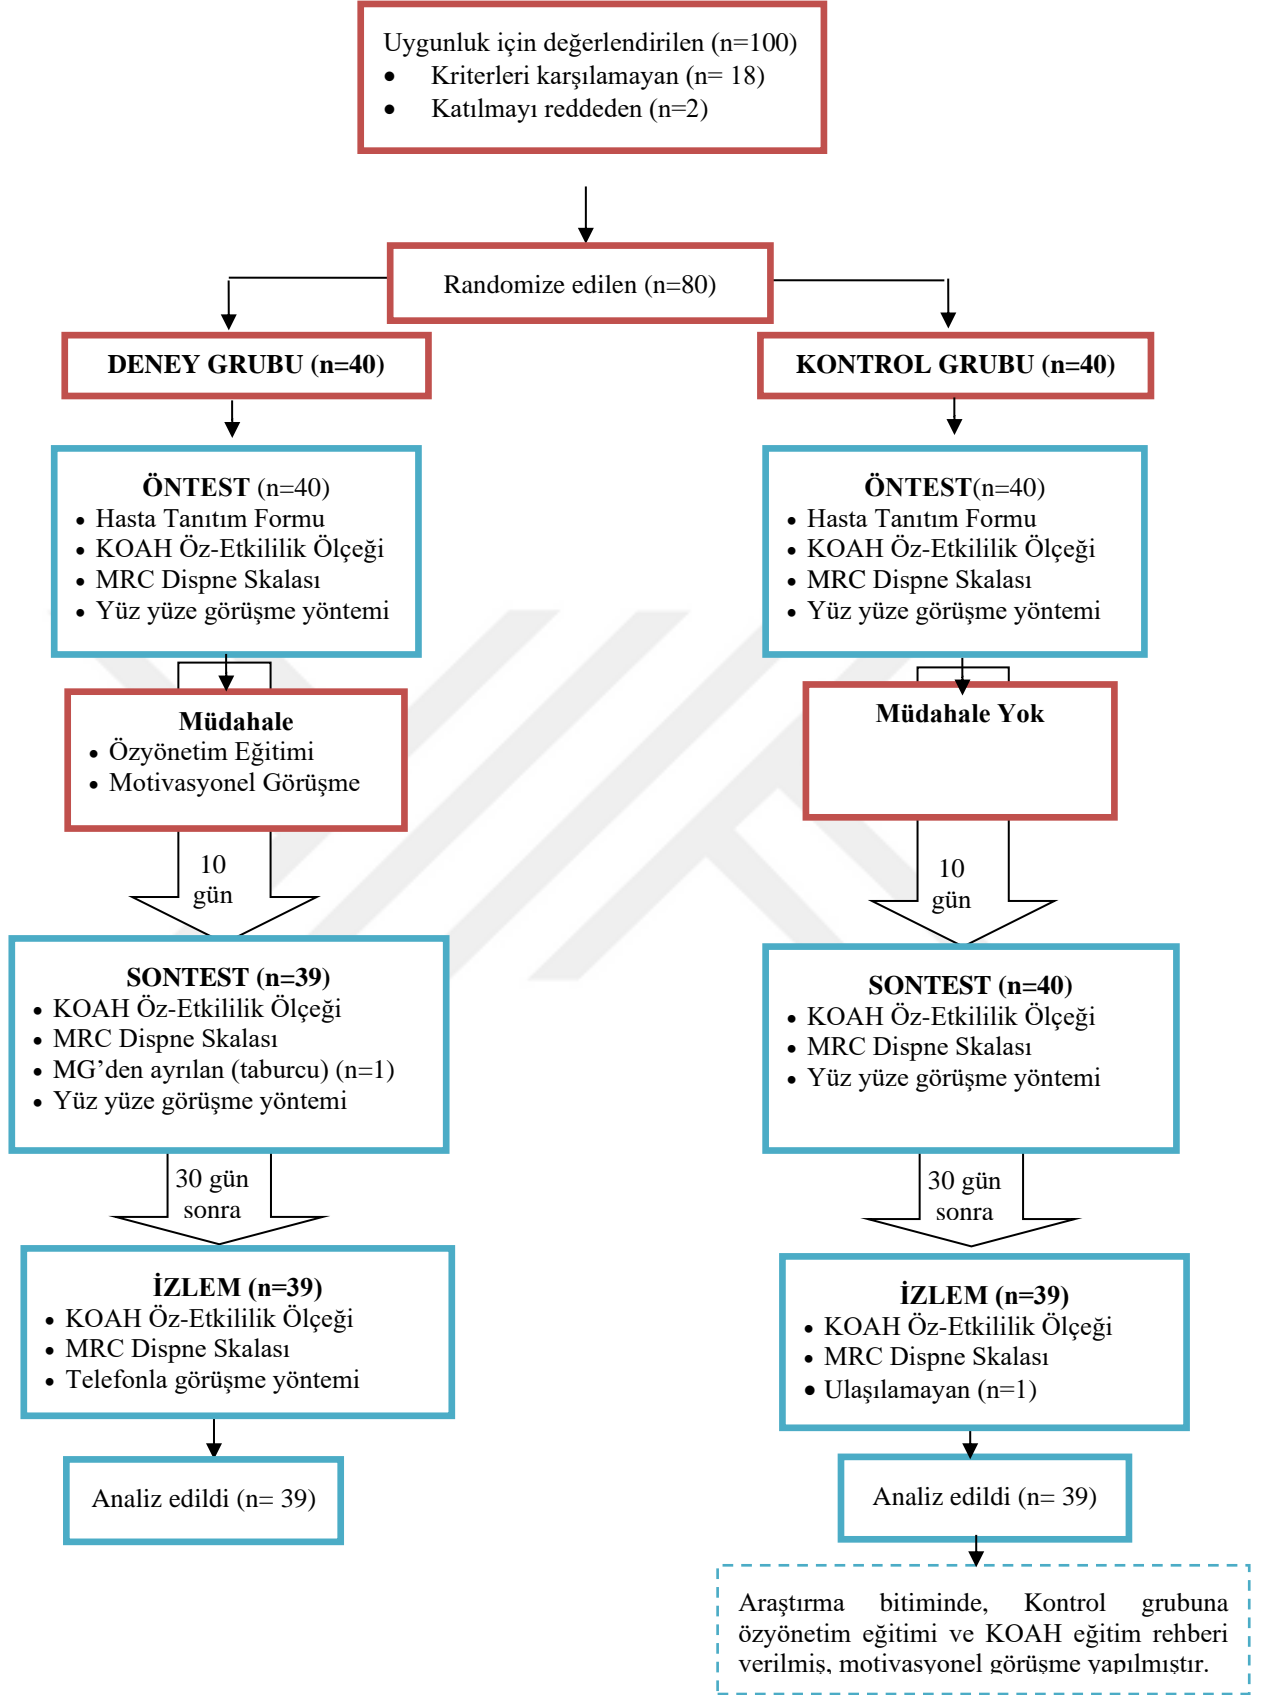 Uygunluk için değerlendirilen (n=100)
• Kriterleri karşılamayan (n= 18)
• Katılmayı reddeden (n=2)
Randomize edilen (n=80)
DENEY GRUBU (n=40)
KONTROL GRUBU (n=40)
ÖNTEST (n=40)
• Hasta Tanıtım Formu
• KOAH Öz-Etkililik Ölçeği
• MRC Dispne Skalası
• Yüz yüze görüşme yöntemi
ÖNTEST(n=40)
• Hasta Tanıtım Formu
• KOAH Öz-Etkililik Ölçeği
• MRC Dispne Skalası
• Yüz yüze görüşme yöntemi
Müdahale
• Özyönetim Eğitimi
• Motivasyonel Görüşme
Müdahale Yok
10
gün
10
gün
SONTEST (n=39)
• KOAH Öz-Etkililik Ölçeği
• MRC Dispne Skalası
• MG’den ayrılan (taburcu) (n=1)
• Yüz yüze görüşme yöntemi
SONTEST (n=40)
• KOAH Öz-Etkililik Ölçeği
• MRC Dispne Skalası
• Yüz yüze görüşme yöntemi
30 gün
sonra
30 gün
sonra
İZLEM (n=39)
• KOAH Öz-Etkililik Ölçeği
• MRC Dispne Skalası
• Telefonla görüşme yöntemi
İZLEM (n=39)
• KOAH Öz-Etkililik Ölçeği
• MRC Dispne Skalası
• Ulaşılamayan (n=1)
Analiz edildi (n= 39)
Analiz edildi (n= 39)
Araştırma bitiminde, Kontrol grubuna
özyönetim eğitimi ve KOAH eğitim rehberi
verilmiş, motivasyonel görüşme yapılmıştır.